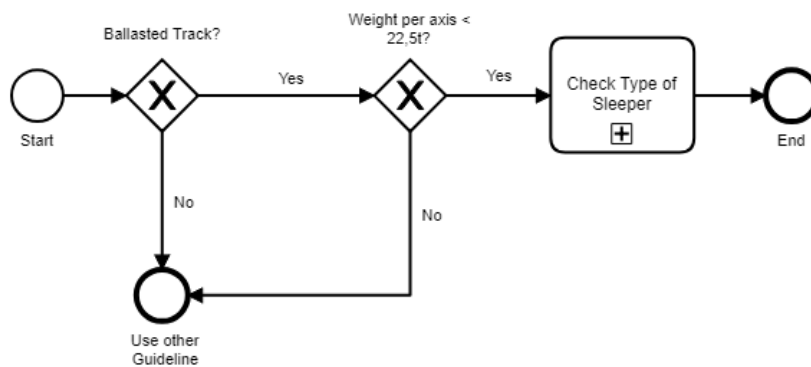 Ballasted Track?
Weight per axis <
22,5t?
Yes
Yes
Check Type of
Sleeper
Start
End
No
No
Use other
Guideline